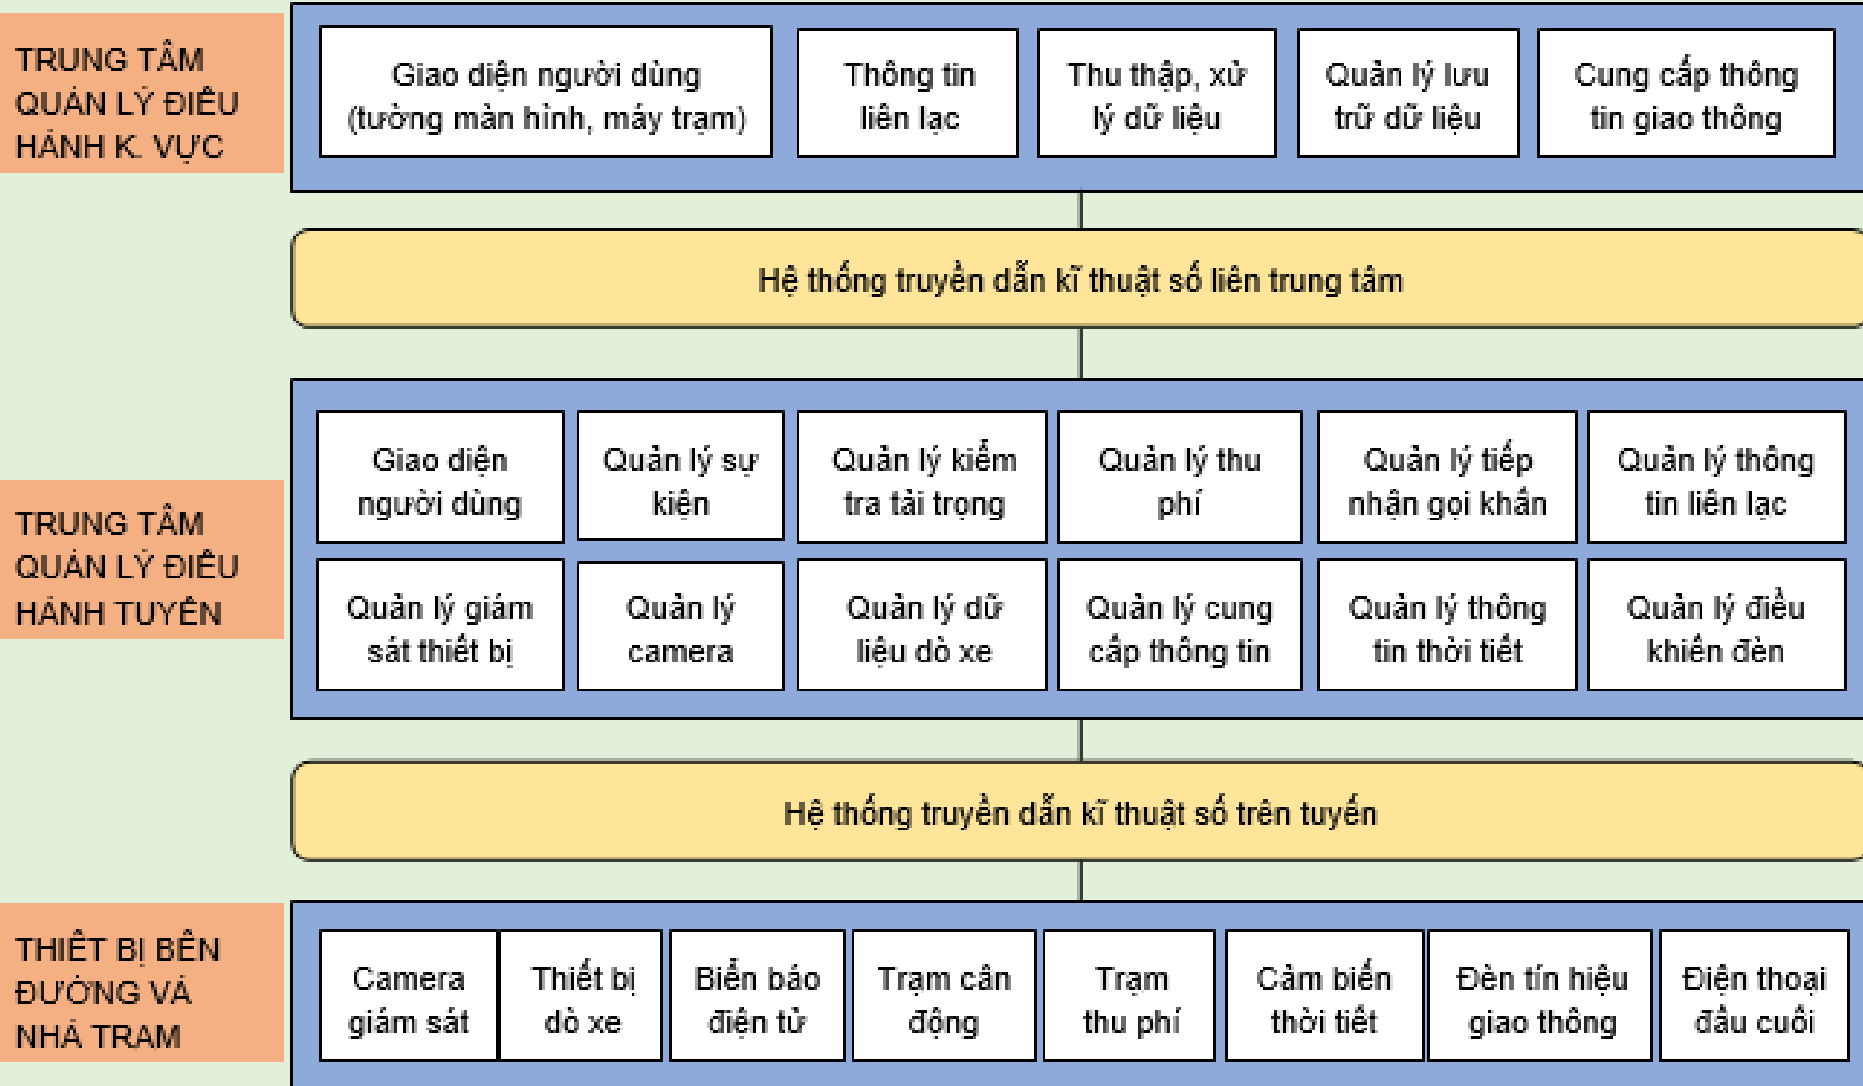 TRUNG TÂM
QUẢN LÝ ĐIỀU
HÀNH K. VỰC
Giao diện người dùng
(tường màn hình, máy trạm)
Thông tin
liên lạc
Thu thập, xử
lý dữ liệu
Quản lý lưu
trữ dữ liệu
Cung cấp thông
tin giao thông
Hệ thống truyền dẫn kĩ thuật số liên trung tâm
TRUNG TÂM
QUẢN LÝ ĐIỀU
HÀNH TUYẾN
Giao diện
người dùng
Quản lý sự
kiện
Quản lý kiểm
tra tải trọng
Quản lý thu
phí
Quản lý tiếp
nhận gọi khẩn
Quản lý thông
tin liên lạc
Quản lý giám
sát thiết bị
Quản lý
camera
Quản lý dữ
liệu dò xe
Quản lý cung
cấp thông tin
Quản lý thông
tin thời tiết
Quản lý điều
khiển đèn
Hệ thống truyền dẫn kĩ thuật số trên tuyến
THIẾT BỊ BÊN
ĐƯỜNG VÀ
NHÀ TRẠM
Camera
giám sát
Thiết bị
dò xe
Biển báo
điện tử
Trạm cân
động
Trạm
thu phí
Cảm biến
thời tiết
Đèn tín hiệu
giao thông
Điện thoại
đầu cuối